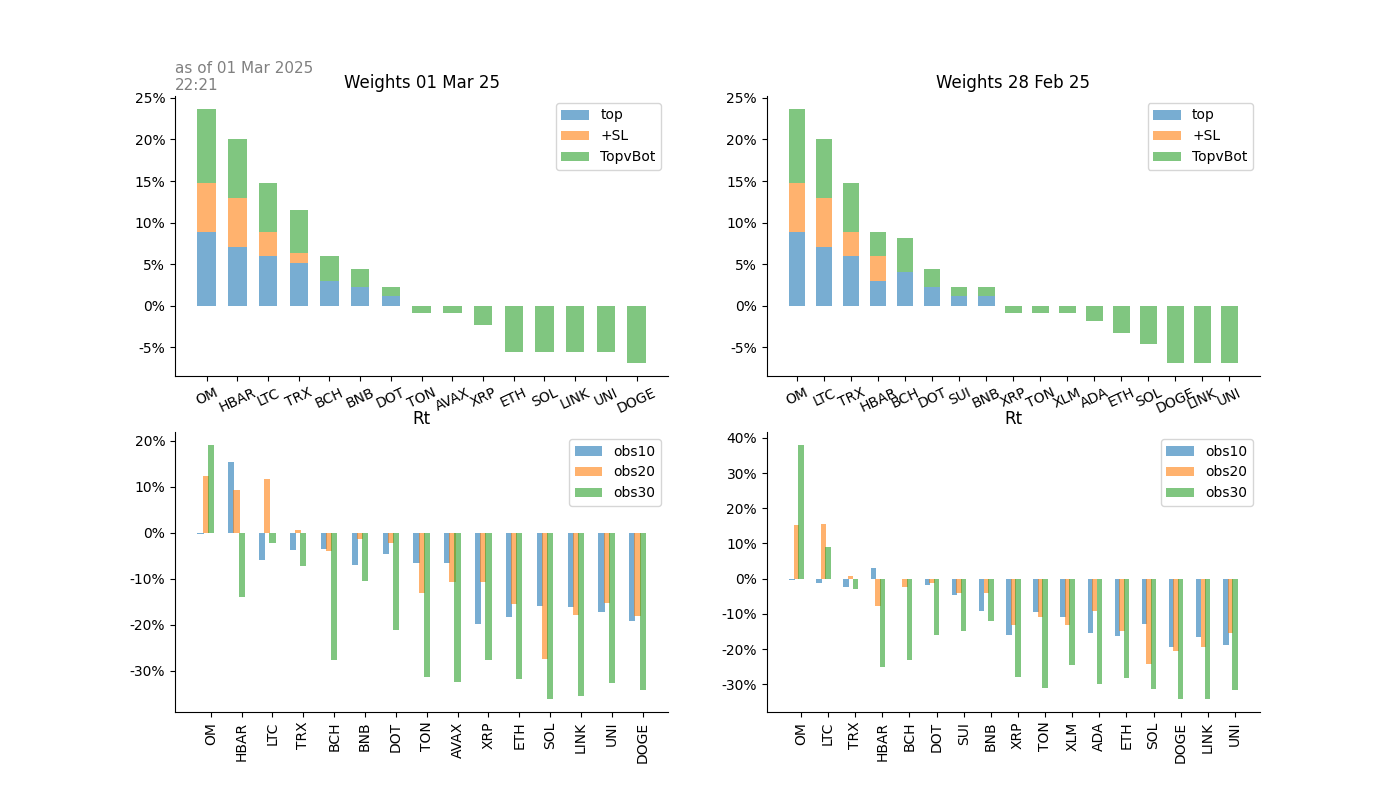 as of 01 Mar 2025
22:21
Weights 01 Mar 25
25%
20%
15%
10%
5%
0%
-5%
top
+SL
TopvBot
OM HBAR LTC TRX BCH BNB DOT TON AVAX XRP ETH SOL LINK UNI DOGE
Weights 28 Feb 25
25%
20%
15%
10%
5%
0%
-5%
top
+SL
TopvBot
OM LTC TRX HBAR BCH DOT SUI BNB XRP TON XLM ADA ETH SOL DOGE LINK UNI
Rt
20%
10%
0%
-10%
-20%
-30%
obs10
obs20
obs30
OM HBAR LTC TRX BCH BNB DOT TON AVAX XRP ETH SOL LINK UNI DOGE
Rt
40%
30%
20%
10%
0%
-10%
-20%
-30%
obs10
obs20
obs30
OM LTC TRX HBAR BCH DOT SUI BNB XRP TON XLM ADA ETH SOL DOGE LINK UNI